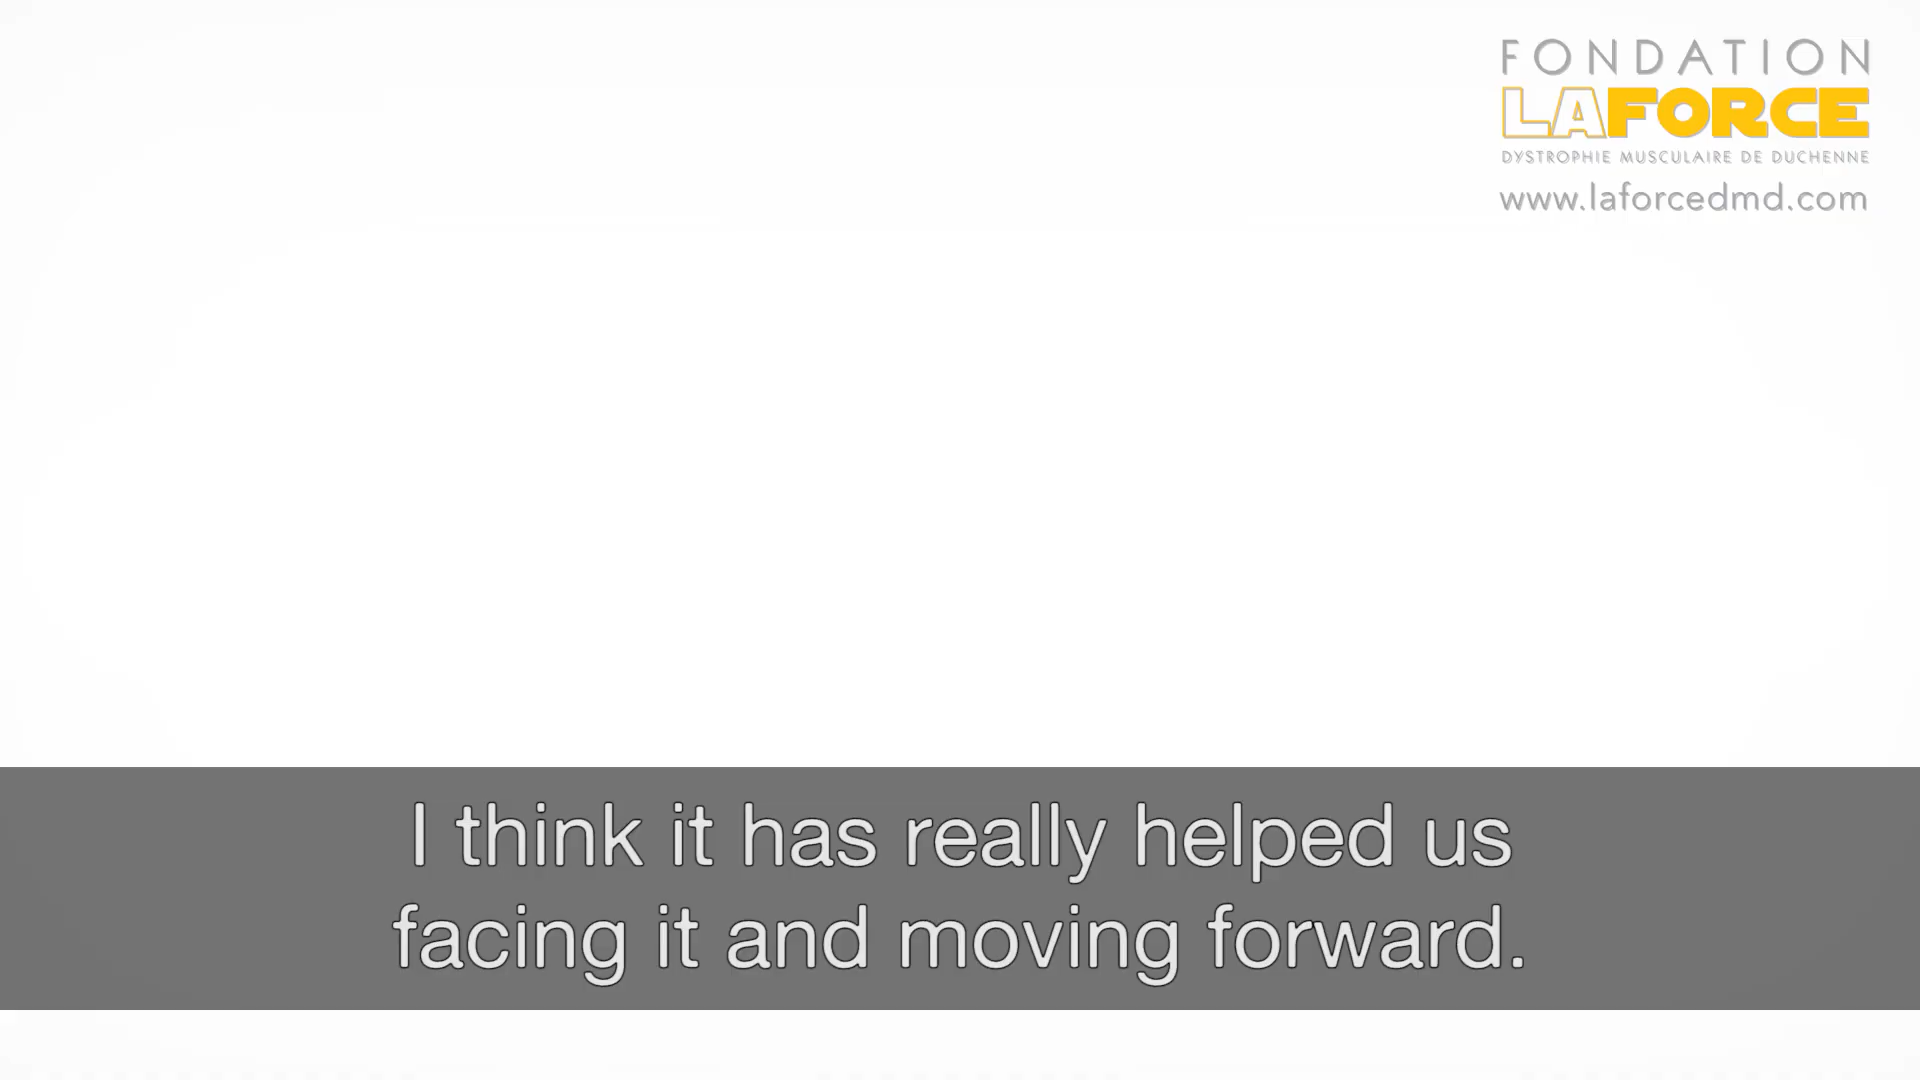 FONDATION
LAFORCE
DYSTROPHIE MUSCULAIRE DE DUCHENNE
www.laforcedmd.com
I think it has really helped us
facing it and moving forward.